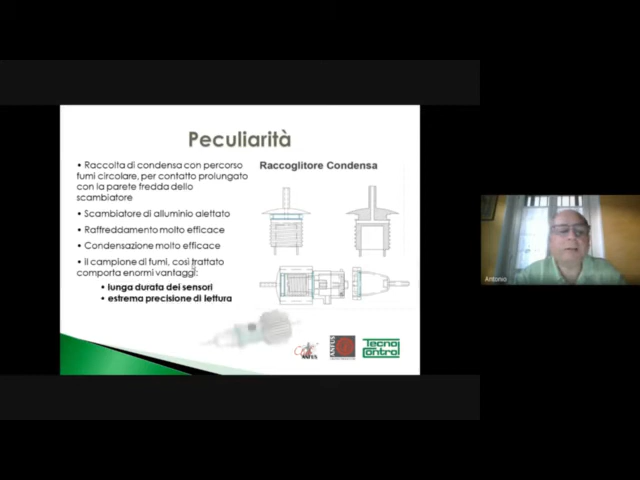 Peculiarità
• Raccolta di condensa con percorso
fumi circolare, per contatto prolungato
con la parete fredda dello
scambiatore
• Scambiatore di alluminio alettato
• Raffreddamento molto efficace
• Condensazione molto efficace
• il campione di fumi, così trattato
comporta enormi vantaggi:
• lunga durata dei sensori
• estrema precisione di lettura
Raccoglitore Condensa
Tecno
Control
Antonio